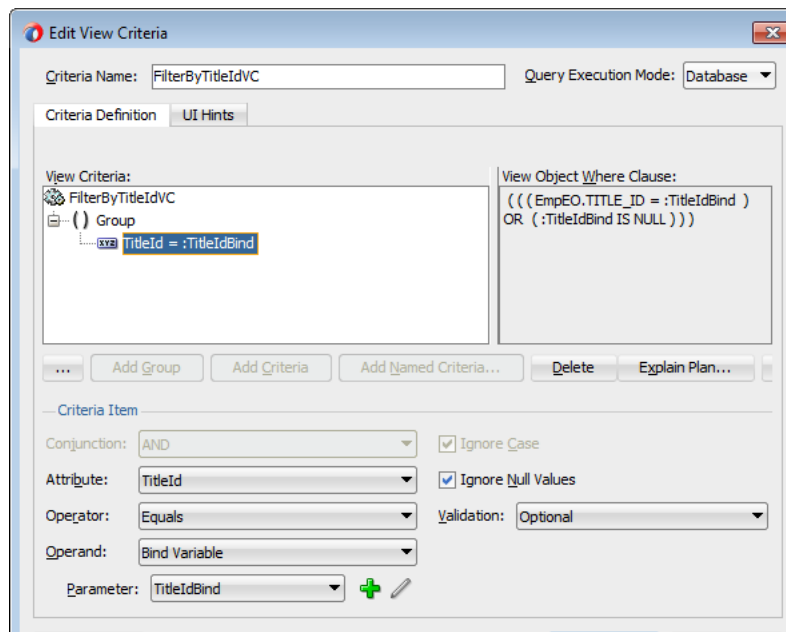 Edit View Criteria
Criteria Name: FilterByTitleIdVC Query Execution Mode: Database
Criteria Definition UI Hints
View Criteria: View Object Where Clause:
FilterByTitleIdVC
( ) Group
XYZ TitleId = :TitleIdBind
(((EmpEO.TITLE_ID = :TitleIdBind )
OR ( :TitleIdBind IS NULL )))
... Add Group Add Criteria Add Named Criteria... Delete Explain Plan...
Criteria Item
Conjunction: AND Ignore Case
Attribute: TitleId Ignore Null Values
Operator: Equals Validation: Optional
Operand: Bind Variable
Parameter: TitleIdBind